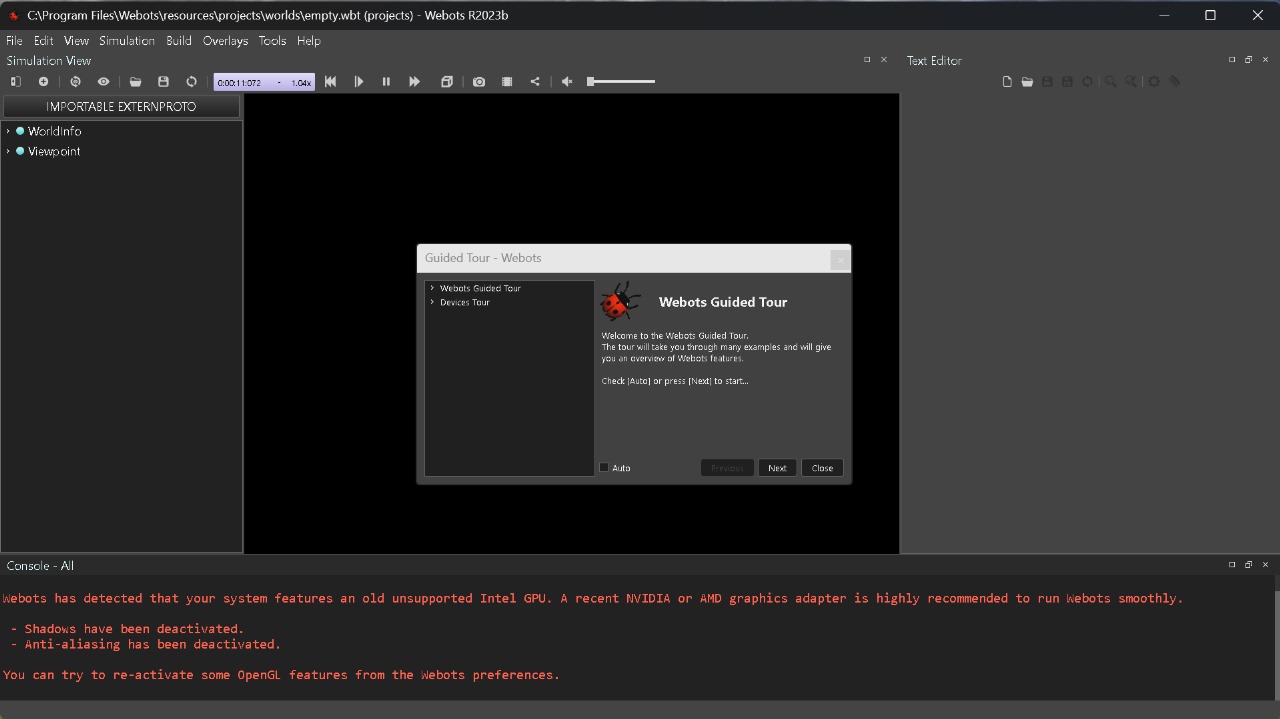 C:\Program Files\Webots\resources\projects\worlds\empty.wbt (projects) - Webots R2023b
File Edit View Simulation Build Overlays Tools Help
Simulation View
Text Editor
0:00:11:072 - 1.04x
IMPORTABLE EXTERNPROTO
WorldInfo
Viewpoint
Guided Tour - Webots
Webots Guided Tour
Devices Tour
Webots Guided Tour
Welcome to the Webots Guided Tour.
The tour will take you through many examples and will give
you an overview of Webots features.
Check [Auto] or press [Next] to start...
Auto
Previous
Next
Close
Console - All
Webots has detected that your system features an old unsupported Intel GPU. A recent NVIDIA or AMD graphics adapter is highly recommended to run Webots smoothly.
- Shadows have been deactivated.
- Anti-aliasing has been deactivated.
You can try to re-activate some OpenGL features from the Webots preferences.